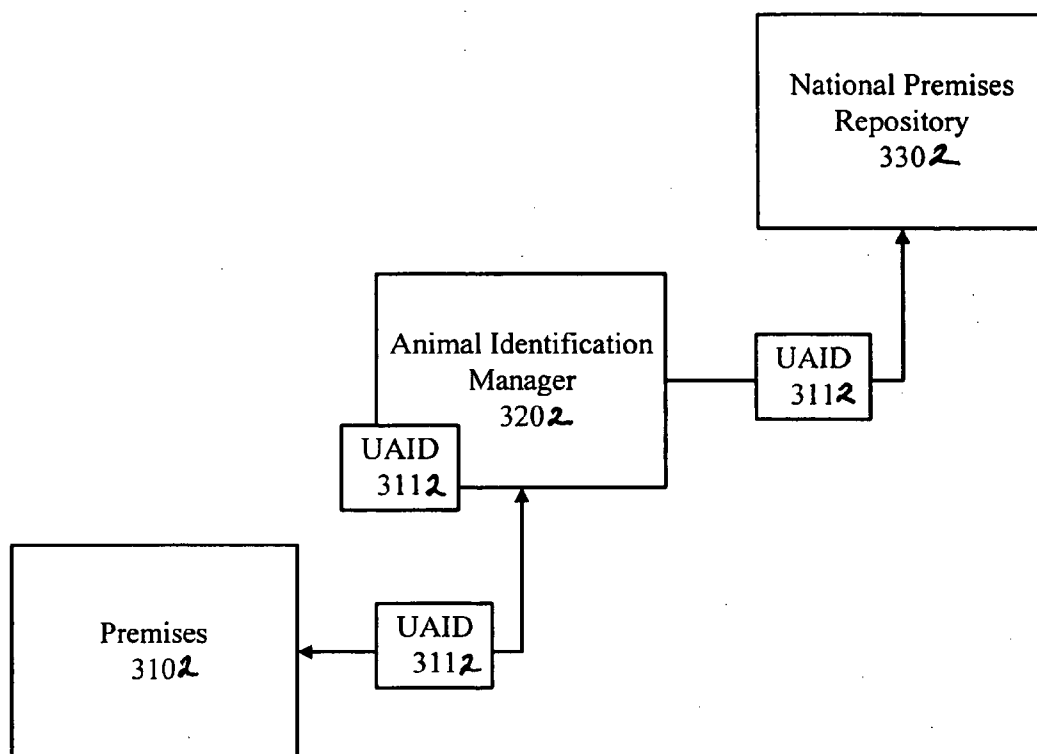 National Premises
Repository
3302
Animal Identification
Manager
3202
UAID
3112
UAID
3112
Premises
3102
UAID
3112